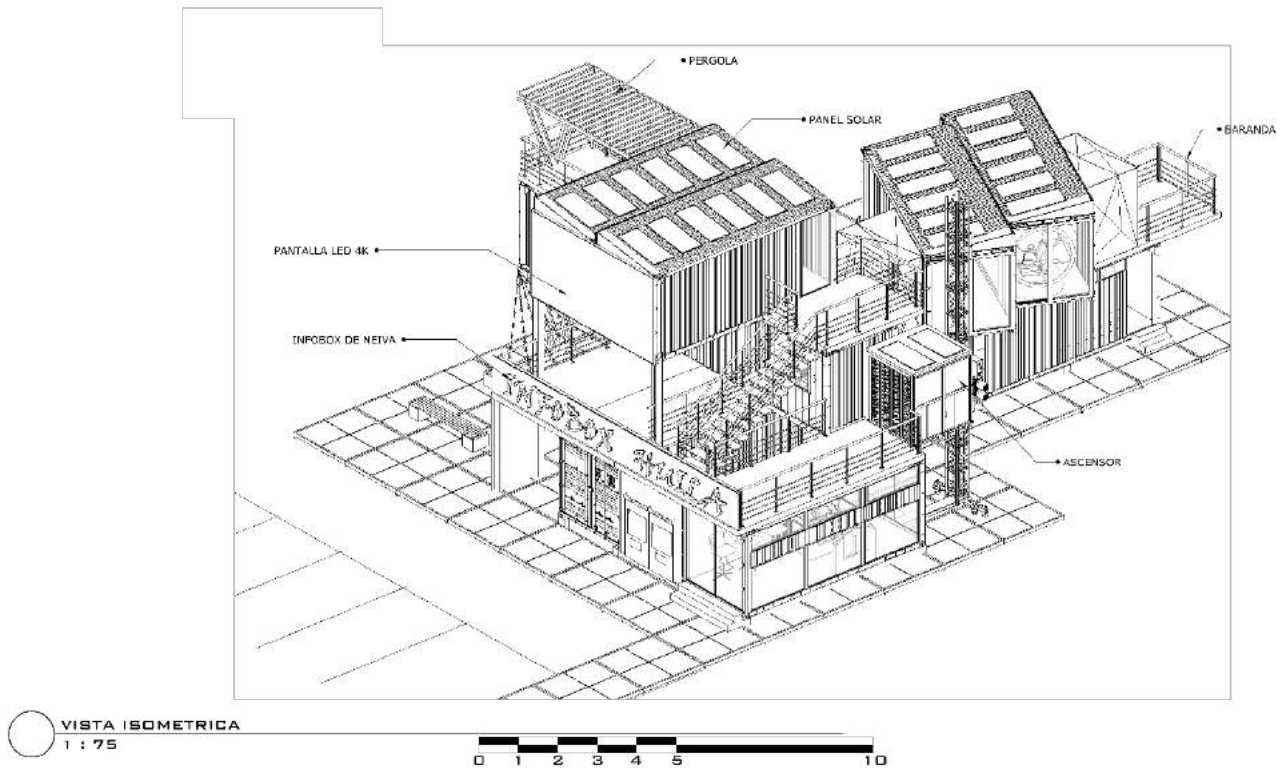 PERGOLA
PANEL SOLAR
BARANDA
PANTALLA LED 4K
INFOBOX DE NEIVA
INFOBOX
ASCENSOR
VISTA ISOMETRICA
1 : 75
0 1 2 3 4 5 10